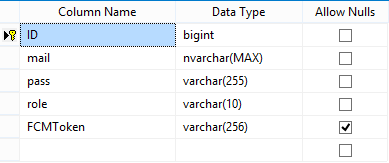 Column Name Data Type Allow Nulls
ID bigint
mail nvarchar(MAX)
pass varchar(255)
role varchar(10)
FCMToken varchar(256)